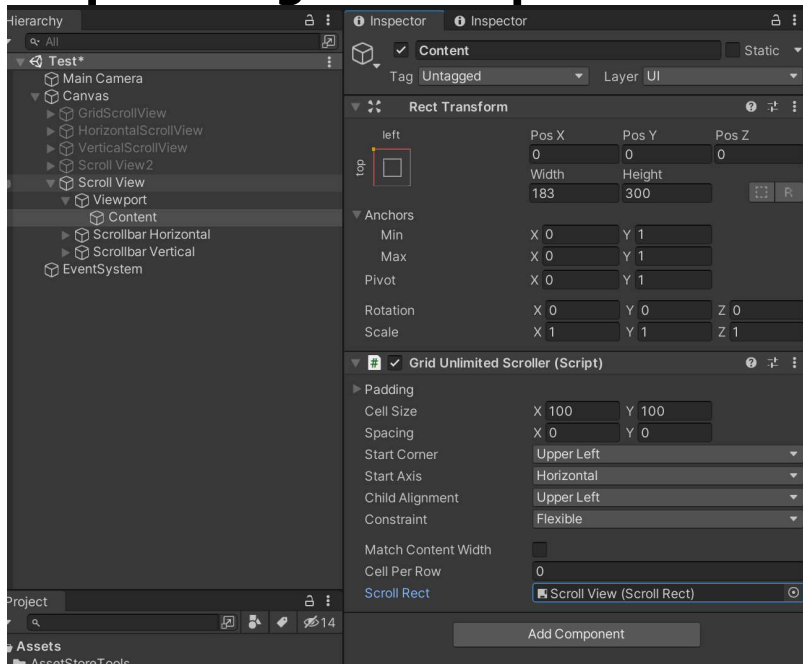 Hierarchy
All
Test*
Main Camera
Canvas
GridScrollView
HorizontalScrollView
VerticalScrollView
Scroll View2
Scroll View
Viewport
Content
Scrollbar Horizontal
Scrollbar Vertical
EventSystem
Project
14
Assets
AssetStoreTools
Inspector Inspector
Content Static
Tag Untagged Layer UI
Rect Transform
left Pos X Pos Y Pos Z
top 0 0 0
Width Height
183 300 R
Anchors
Min X 0 Y 1
Max X 0 Y 1
Pivot X 0 Y 1
Rotation X 0 Y 0 Z 0
Scale X 1 Y 1 Z 1
# Grid Unlimited Scroller (Script)
Padding
Cell Size X 100 Y 100
Spacing X 0 Y 0
Start Corner Upper Left
Start Axis Horizontal
Child Alignment Upper Left
Constraint Flexible
Match Content Width
Cell Per Row 0
Scroll Rect Scroll View (Scroll Rect)
Add Component